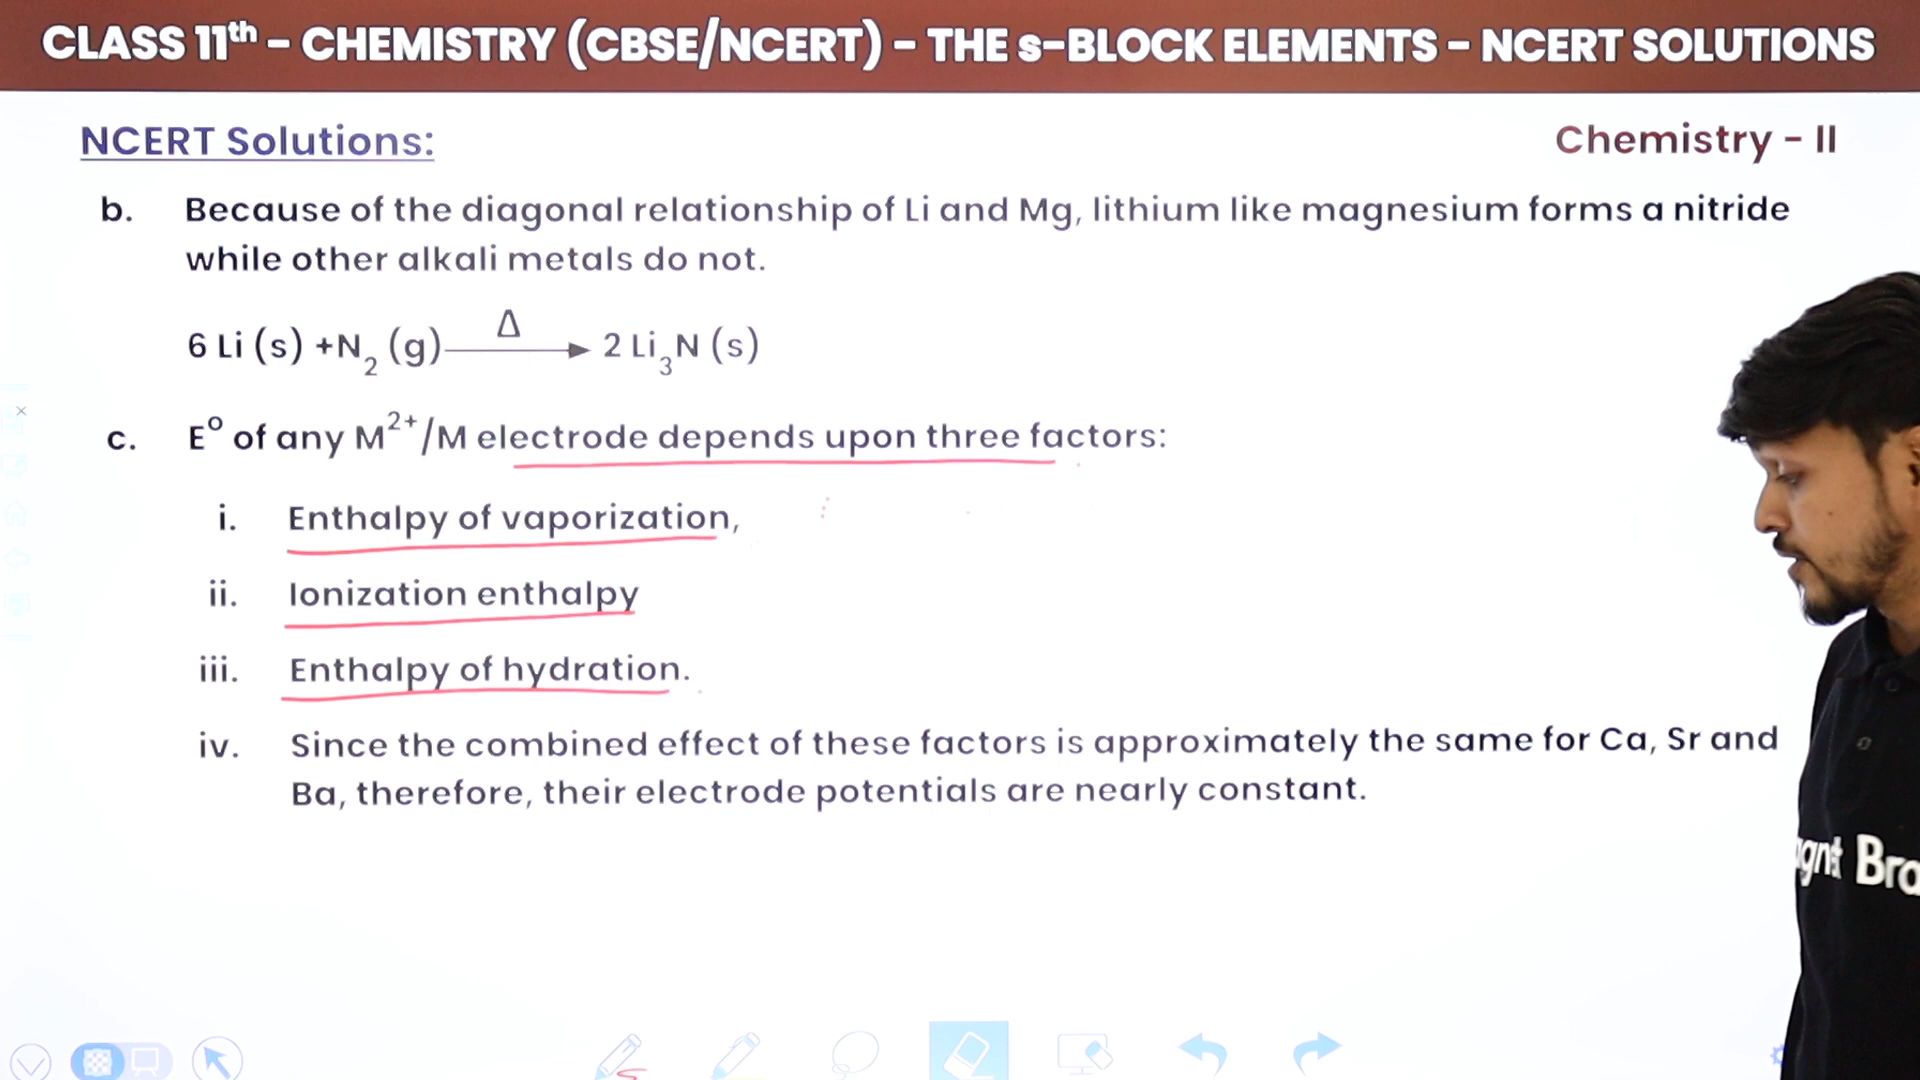 CLASS 11th – CHEMISTRY (CBSE/NCERT) – THE s–BLOCK ELEMENTS – NCERT SOLUTIONS
NCERT Solutions:
Chemistry – II
b. Because of the diagonal relationship of Li and Mg, lithium like magnesium forms a nitride
while other alkali metals do not.
6 Li (s) +N₂ (g) —Δ→ 2 Li₃N (s)
c. E° of any M²⁺/M electrode depends upon three factors:
i. Enthalpy of vaporization,
ii. Ionization enthalpy
iii. Enthalpy of hydration.
iv. Since the combined effect of these factors is approximately the same for Ca, Sr and
Ba, therefore, their electrode potentials are nearly constant.